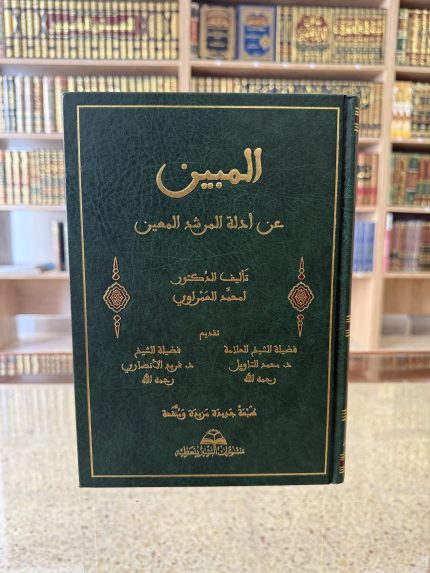 المبين
عن أدلة المرشد المعين
تأليف الدكتور
امحمد العمراوي
تقديم
فضيلة الشيخ العلامة
د. محمد التاويل
رحمه الله
فضيلة الشيخ
د. فريد الأنصاري
رحمه الله
طبعة جديدة مزيدة ومنقحة